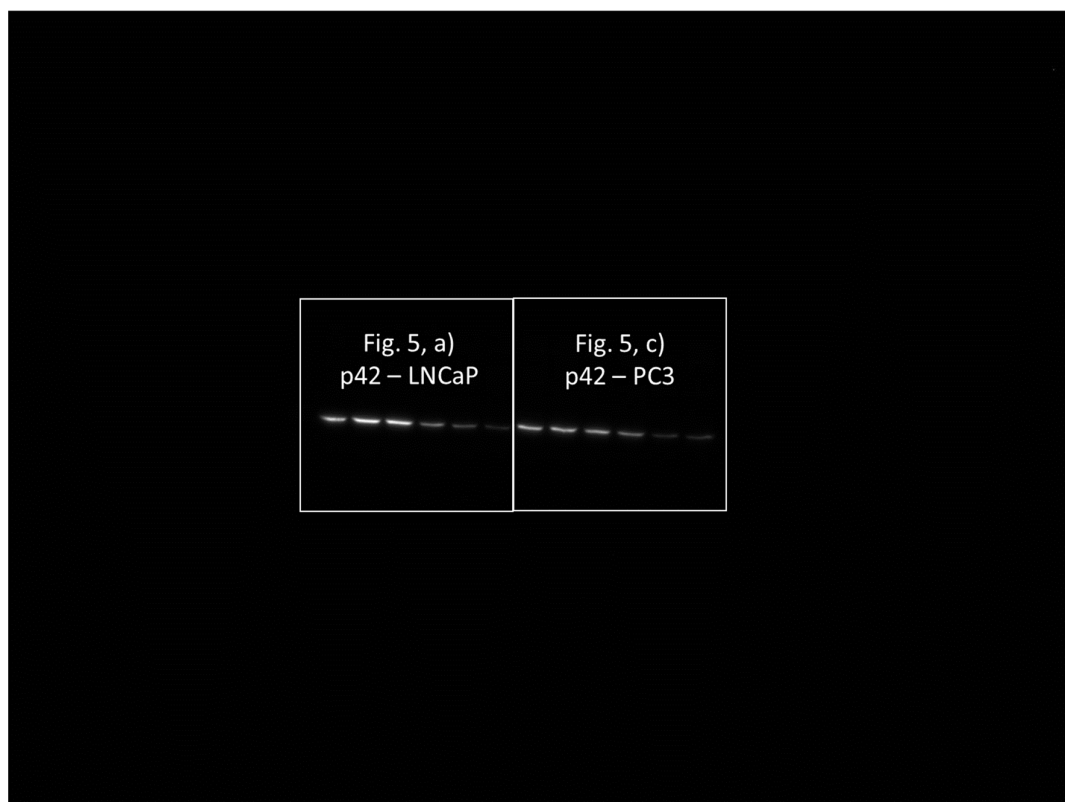 Fig. 5, a)
p42 – LNCaP
Fig. 5, c)
p42 – PC3